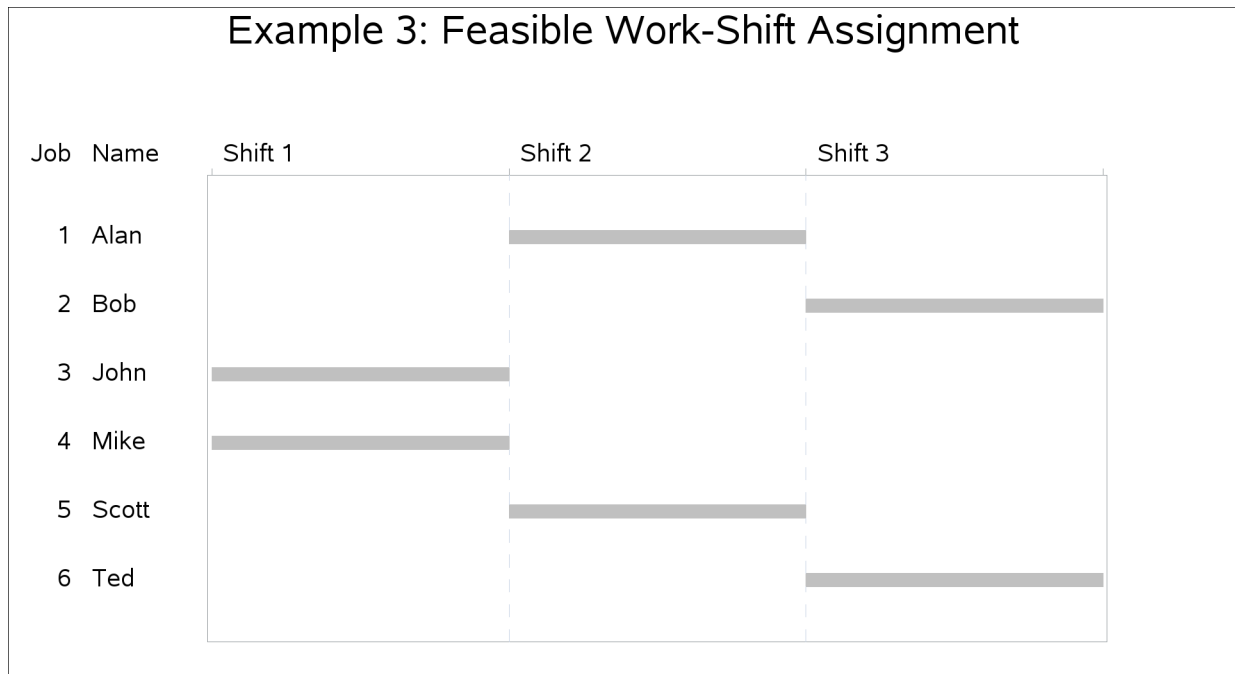 Example 3: Feasible Work-Shift Assignment
Job Name Shift 1 Shift 2 Shift 3
1 Alan
2 Bob
3 John
4 Mike
5 Scott
6 Ted